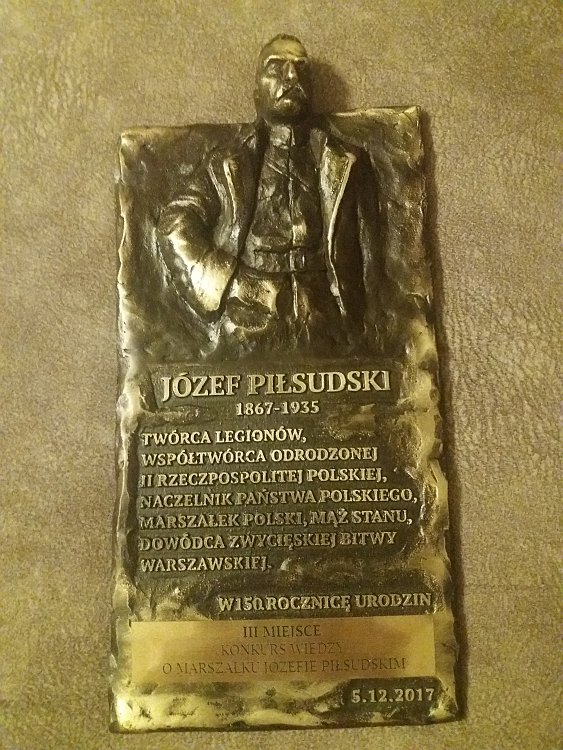 JÓZEF PIŁSUDSKI
1867-1935
TWÓRCA LEGIONÓW,
WSPÓŁTWÓRCA ODRODZONEJ
II RZECZPOSPOLITEJ POLSKIEJ,
NACZELNIK PAŃSTWA POLSKIEGO,
MARSZAŁEK POLSKI, MĄŻ STANU,
DOWÓDCA ZWYCIĘSKIEJ BITWY
WARSZAWSKIEJ.
W150.ROCZNICĘ URODZIN
III MIEJSCE
KONKURS WIEDZY
O MARSZAŁKU JÓZEFIE PIŁSUDSKIM
5.12.2017